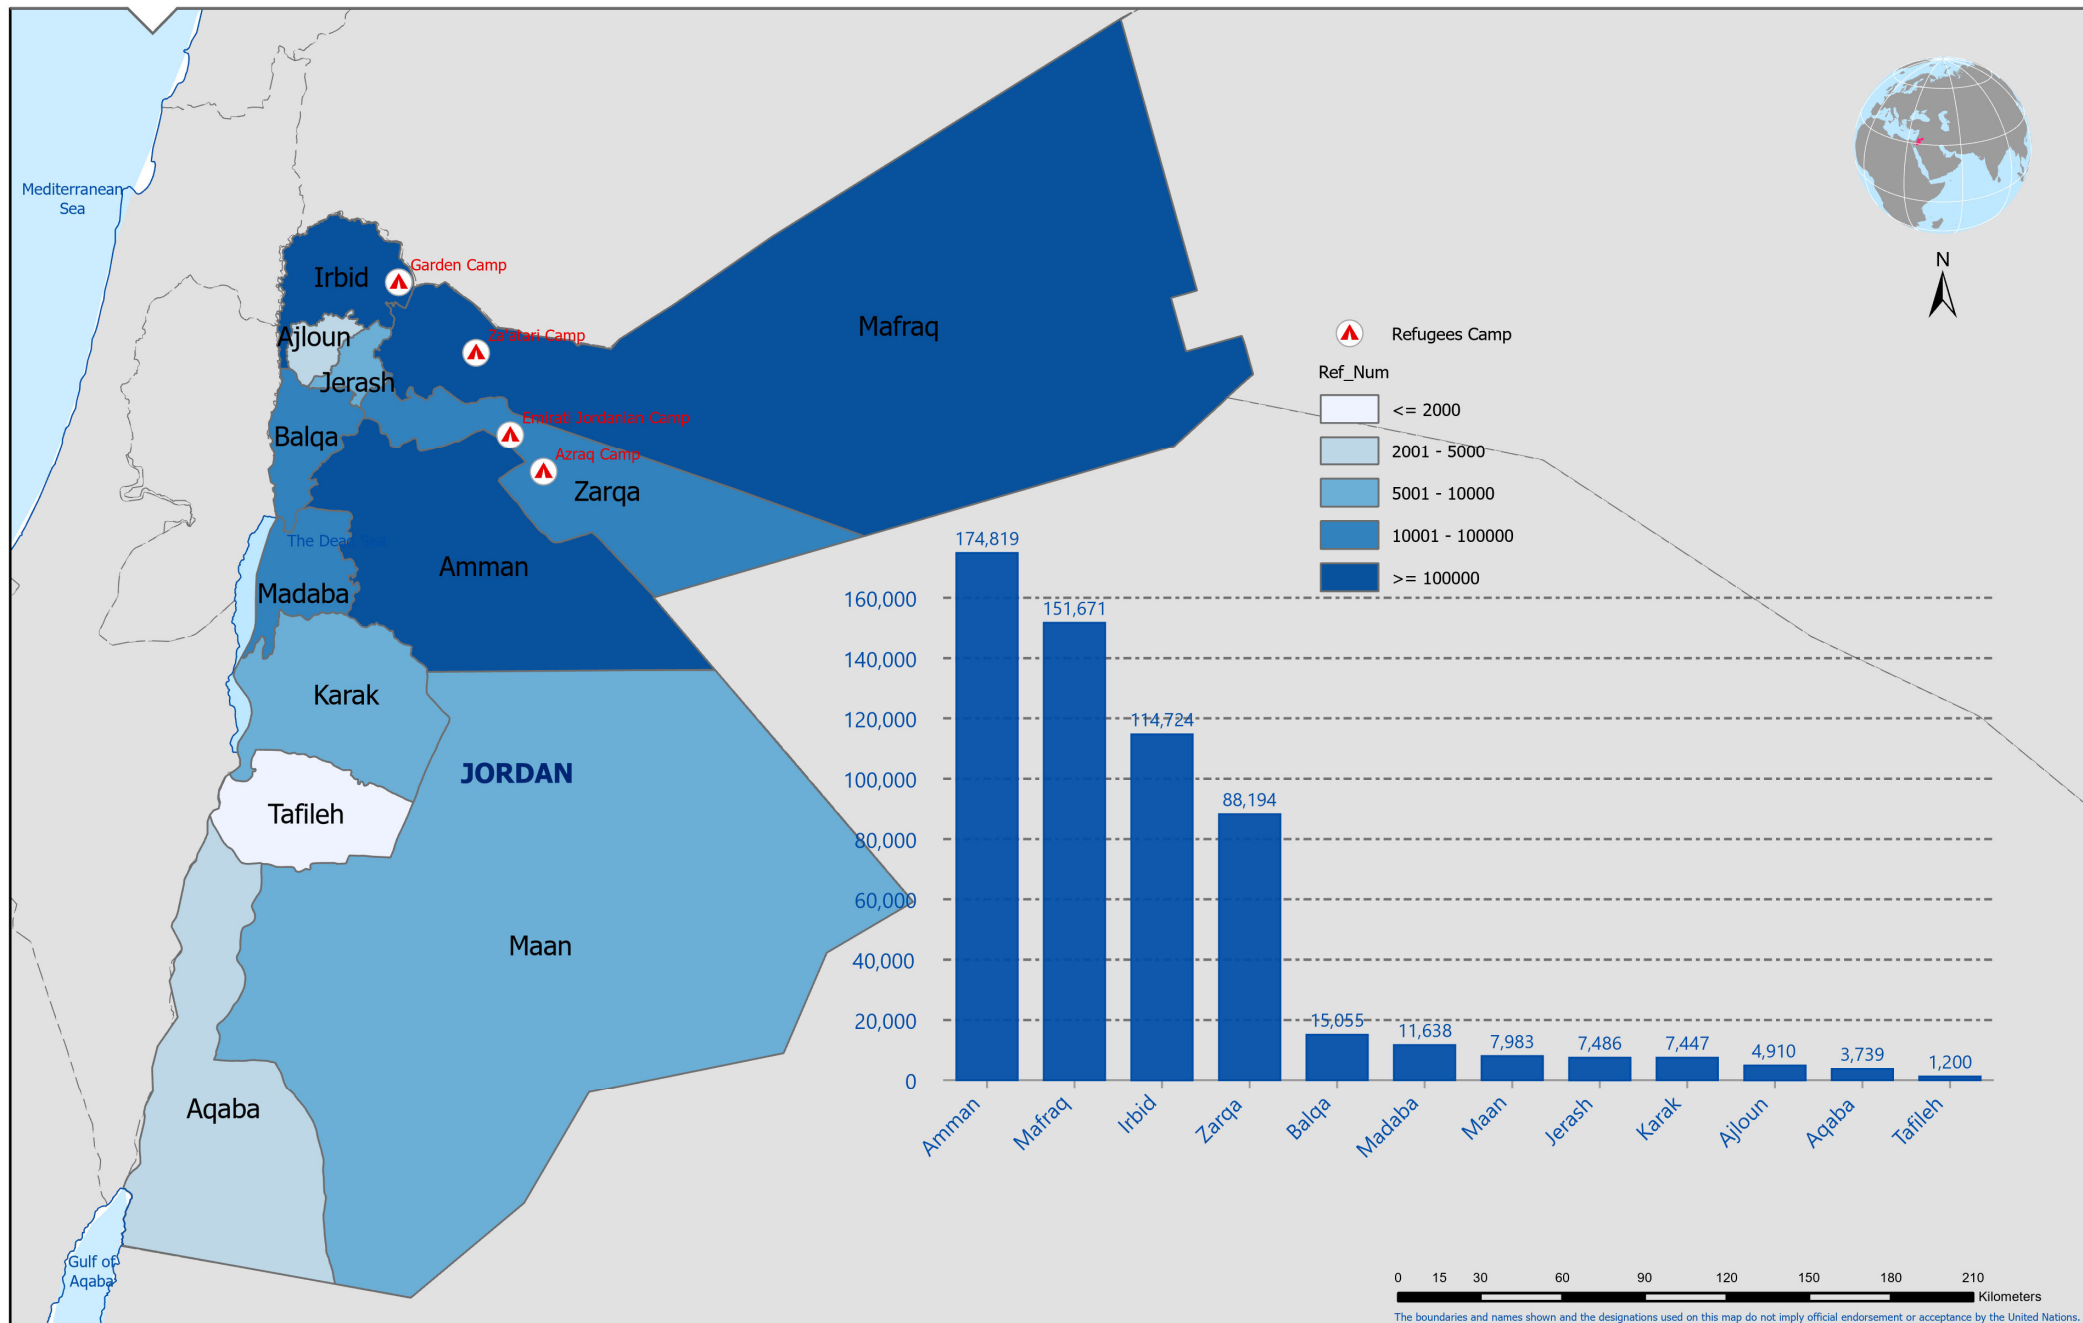 Mediterranean
Sea
Irbid
Garden Camp
Ajloun
Za'atari Camp
Mafraq
Jerash
Balqa
Emirati Jordanian Camp
Azraq Camp
Zarqa
The Dead Sea
Amman
Madaba
Karak
JORDAN
Tafileh
Maan
Aqaba
Gulf of
Aqaba
N
Refugees Camp
Ref_Num
<= 2000
2001 - 5000
5001 - 10000
10001 - 100000
>= 100000
160,000
140,000
120,000
100,000
80,000
60,000
40,000
20,000
0
174,819
151,671
114,724
88,194
15,055
11,638
7,983
7,486
7,447
4,910
3,739
1,200
Amman
Mafraq
Irbid
Zarqa
Balqa
Madaba
Maan
Jerash
Karak
Ajloun
Aqaba
Tafileh
0 15 30 60 90 120 150 180 210
Kilometers
The boundaries and names shown and the designations used on this map do not imply official endorsement or acceptance by the United Nations.